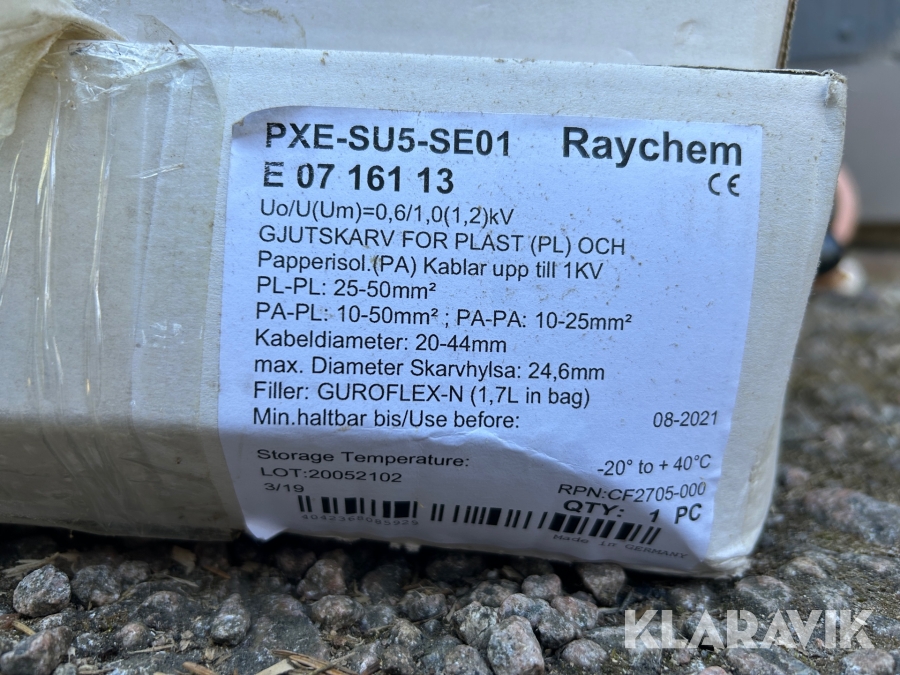 PXE-SU5-SE01 Raychem
E 07 161 13 CE
Uo/U(Um)=0,6/1,0(1,2)kV
GJUTSKARV FOR PLAST (PL) OCH
Papperisol.(PA) Kablar upp till 1KV
PL-PL: 25-50mm²
PA-PL: 10-50mm² ; PA-PA: 10-25mm²
Kabeldiameter: 20-44mm
max. Diameter Skarvhylsa: 24,6mm
Filler: GUROFLEX-N (1,7L in bag)
Min.haltbar bis/Use before: 08-2021
Storage Temperature: -20° to + 40°C
LOT:20052102 RPN:CF2705-000
3/19 QTY: 1 PC
4042368085929 Made in GERMANY
KLARAVIK